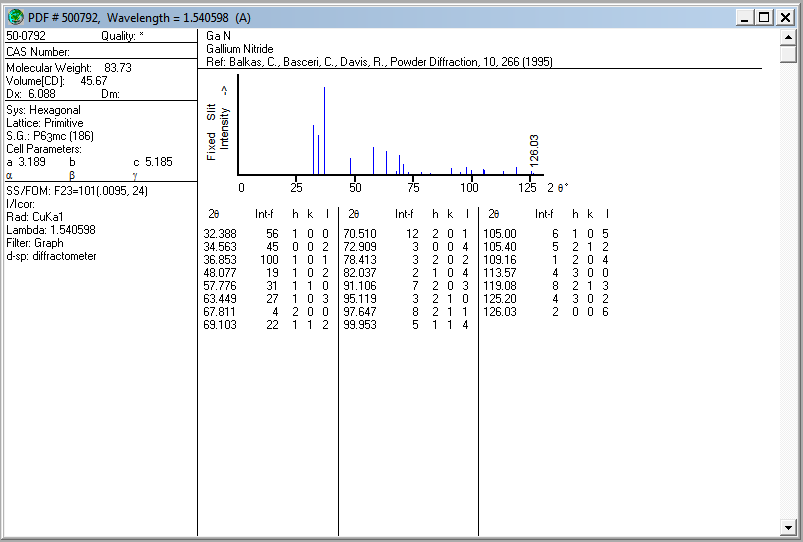 PDF # 500792, Wavelength = 1.540598 (A)
50-0792 Quality: *
CAS Number:
Molecular Weight: 83.73
Volume[CD]: 45.67
Dx: 6.088 Dm:
Sys: Hexagonal
Lattice: Primitive
S.G.: P63mc (186)
Cell Parameters:
a 3.189 b c 5.185
α β γ
SS/FOM: F23=101(.0095, 24)
I/Icor:
Rad: CuKa1
Lambda: 1.540598
Filter: Graph
d-sp: diffractometer
Ga N
Gallium Nitride
Ref: Balkas, C., Basceri, C., Davis, R., Powder Diffraction, 10, 266 (1995)
Fixed Slit
Intensity ->
126.03
0 25 50 75 100 125 2 θ°
2θ Int-f h k l 2θ Int-f h k l 2θ Int-f h k l
32.388 56 1 0 0 70.510 12 2 0 1 105.00 6 1 0 5
34.563 45 0 0 2 72.909 3 0 0 4 105.40 5 2 1 2
36.853 100 1 0 1 78.413 3 2 0 2 109.16 1 2 0 4
48.077 19 1 0 2 82.037 2 1 0 4 113.57 4 3 0 0
57.776 31 1 1 0 91.106 7 2 0 3 119.08 8 2 1 3
63.449 27 1 0 3 95.119 3 2 1 0 125.20 4 3 0 2
67.811 4 2 0 0 97.647 8 2 1 1 126.03 2 0 0 6
69.103 22 1 1 2 99.953 5 1 1 4